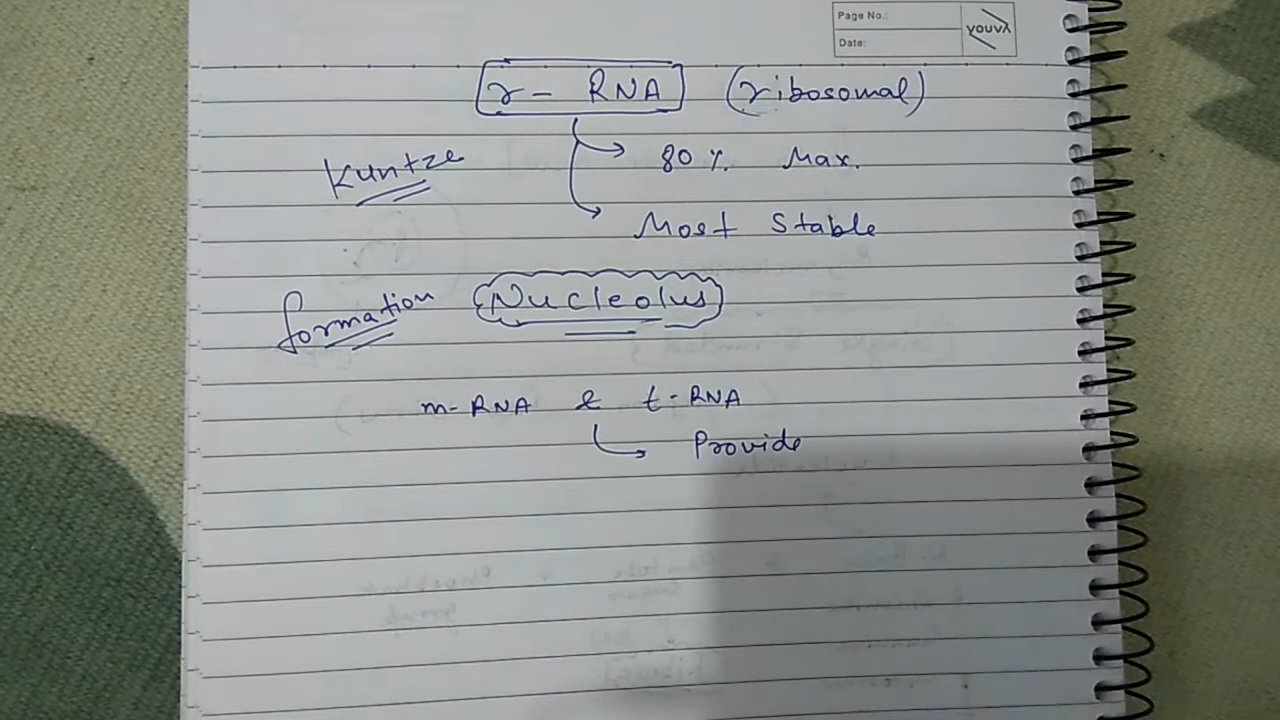 Page No.:
Date:
YOUVA
r - RNA (ribosomal)
80 % Max.
Kuntze
Most Stable
formation Nucleolus
m-RNA & t-RNA
Provide